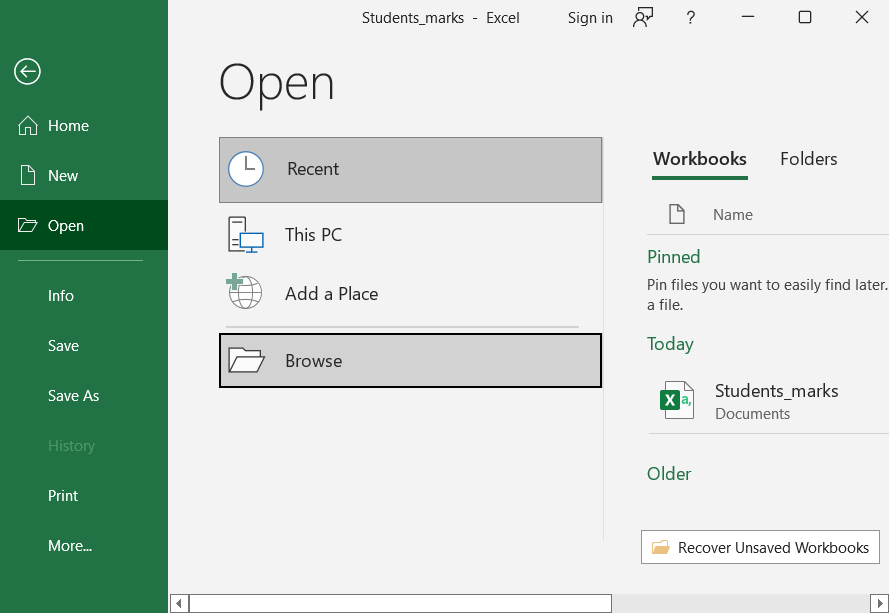 Students_marks - Excel
Sign in
?
Open
Home
New
Open
Info
Save
Save As
History
Print
More...
Recent
This PC
Add a Place
Browse
Workbooks
Folders
Name
Pinned
Pin files you want to easily find later.
a file.
Today
Students_marks
Documents
Older
Recover Unsaved Workbooks